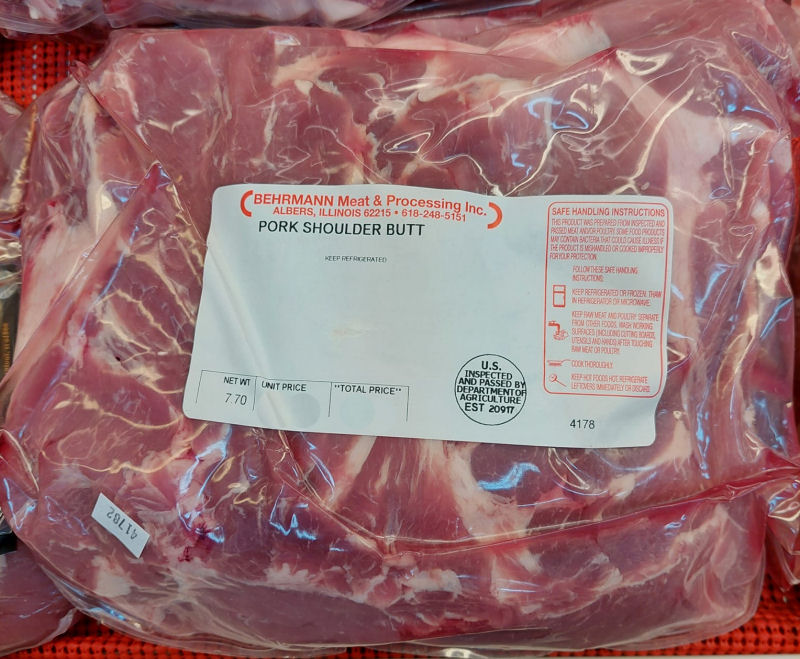 BEHRMANN Meat & Processing Inc.
ALBERS, ILLINOIS 62215 • 618-248-5151
PORK SHOULDER BUTT
KEEP REFRIGERATED
NET WT
7.70
UNIT PRICE
"TOTAL PRICE"
U.S.
INSPECTED
AND PASSED BY
DEPARTMENT OF
AGRICULTURE
EST 20917
SAFE HANDLING INSTRUCTIONS
THIS PRODUCT WAS PREPARED FROM INSPECTED AND
PASSED MEAT AND/OR POULTRY. SOME FOOD PRODUCTS
MAY CONTAIN BACTERIA THAT COULD CAUSE ILLNESS IF
THE PRODUCT IS MISHANDLED OR COOKED IMPROPERLY.
FOR YOUR PROTECTION,
FOLLOW THESE SAFE HANDLING
INSTRUCTIONS.
KEEP REFRIGERATED OR FROZEN. THAW
IN REFRIGERATOR OR MICROWAVE.
KEEP RAW MEAT AND POULTRY SEPARATE
FROM OTHER FOODS. WASH WORKING
SURFACES (INCLUDING CUTTING BOARDS,
UTENSILS AND HANDS) AFTER TOUCHING
RAW MEAT OR POULTRY.
COOK THOROUGHLY.
KEEP HOT FOODS HOT. REFRIGERATE
LEFTOVERS IMMEDIATELY OR DISCARD.
4178
41782